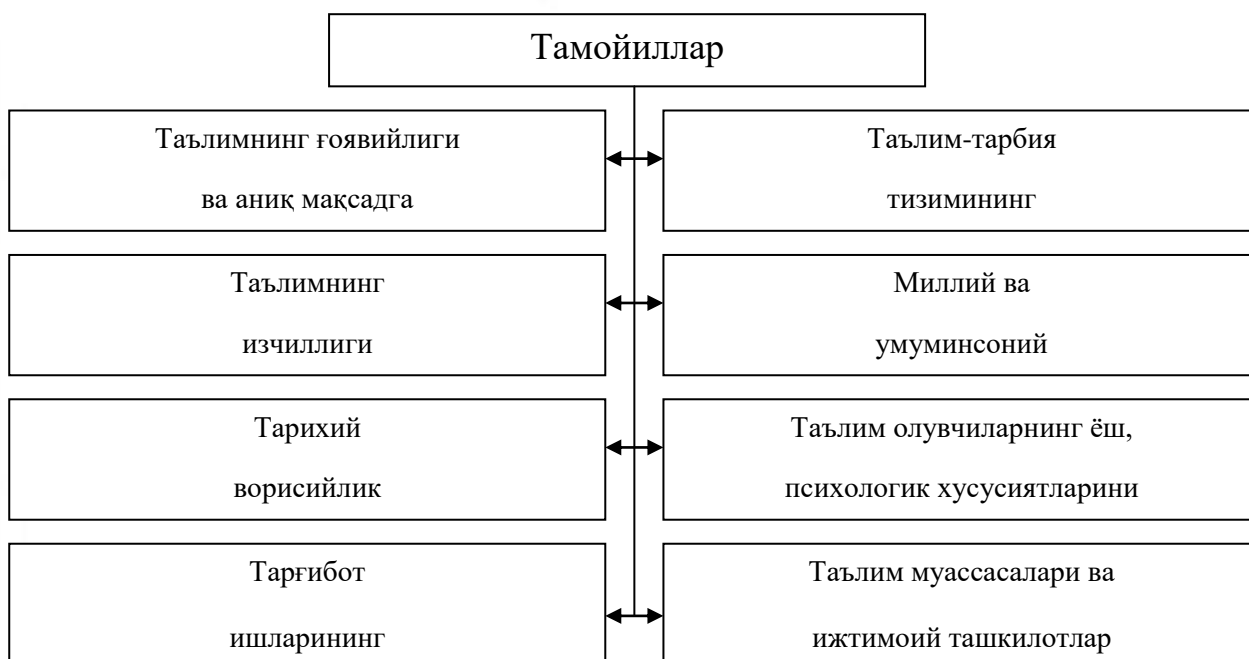 Тамойиллар
Таълимнинг ғоявийлиги
ва аниқ мақсадга
Таълим-тарбия
тизимининг
Таълимнинг
изчиллиги
Миллий ва
умуминсоний
Тарихий
ворисийлик
Таълим олувчиларнинг ёш,
психологик хусусиятларини
Тарғибот
ишларининг
Таълим муассасалари ва
ижтимоий ташкилотлар